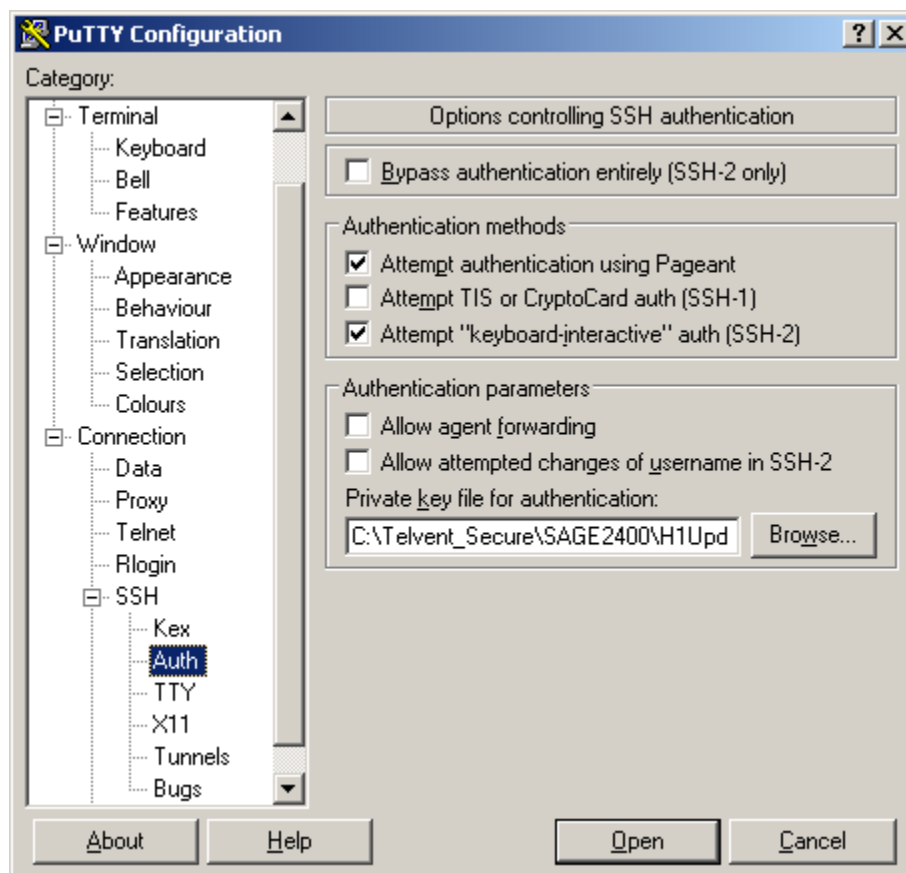 PuTTY Configuration
Category:
Terminal
Keyboard
Bell
Features
Window
Appearance
Behaviour
Translation
Selection
Colours
Connection
Data
Proxy
Telnet
Rlogin
SSH
Kex
Auth
TTY
X11
Tunnels
Bugs
Options controlling SSH authentication
Bypass authentication entirely (SSH-2 only)
Authentication methods
Attempt authentication using Pageant
Attempt TIS or CryptoCard auth (SSH-1)
Attempt "keyboard-interactive" auth (SSH-2)
Authentication parameters
Allow agent forwarding
Allow attempted changes of username in SSH-2
Private key file for authentication:
C:\Telvent_Secure\SAGE2400\H1Upd
Browse...
About
Help
Open
Cancel